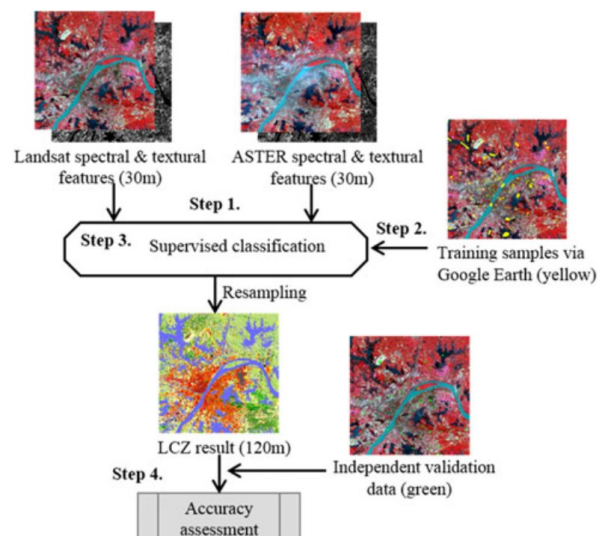 Landsat spectral & textural
features (30m)
ASTER spectral & textural
features (30m)
Step 1.
Step 2.
Training samples via
Google Earth (yellow)
Step 3.
Supervised classification
Resampling
LCZ result (120m)
Independent validation
data (green)
Step 4.
Accuracy
assessment